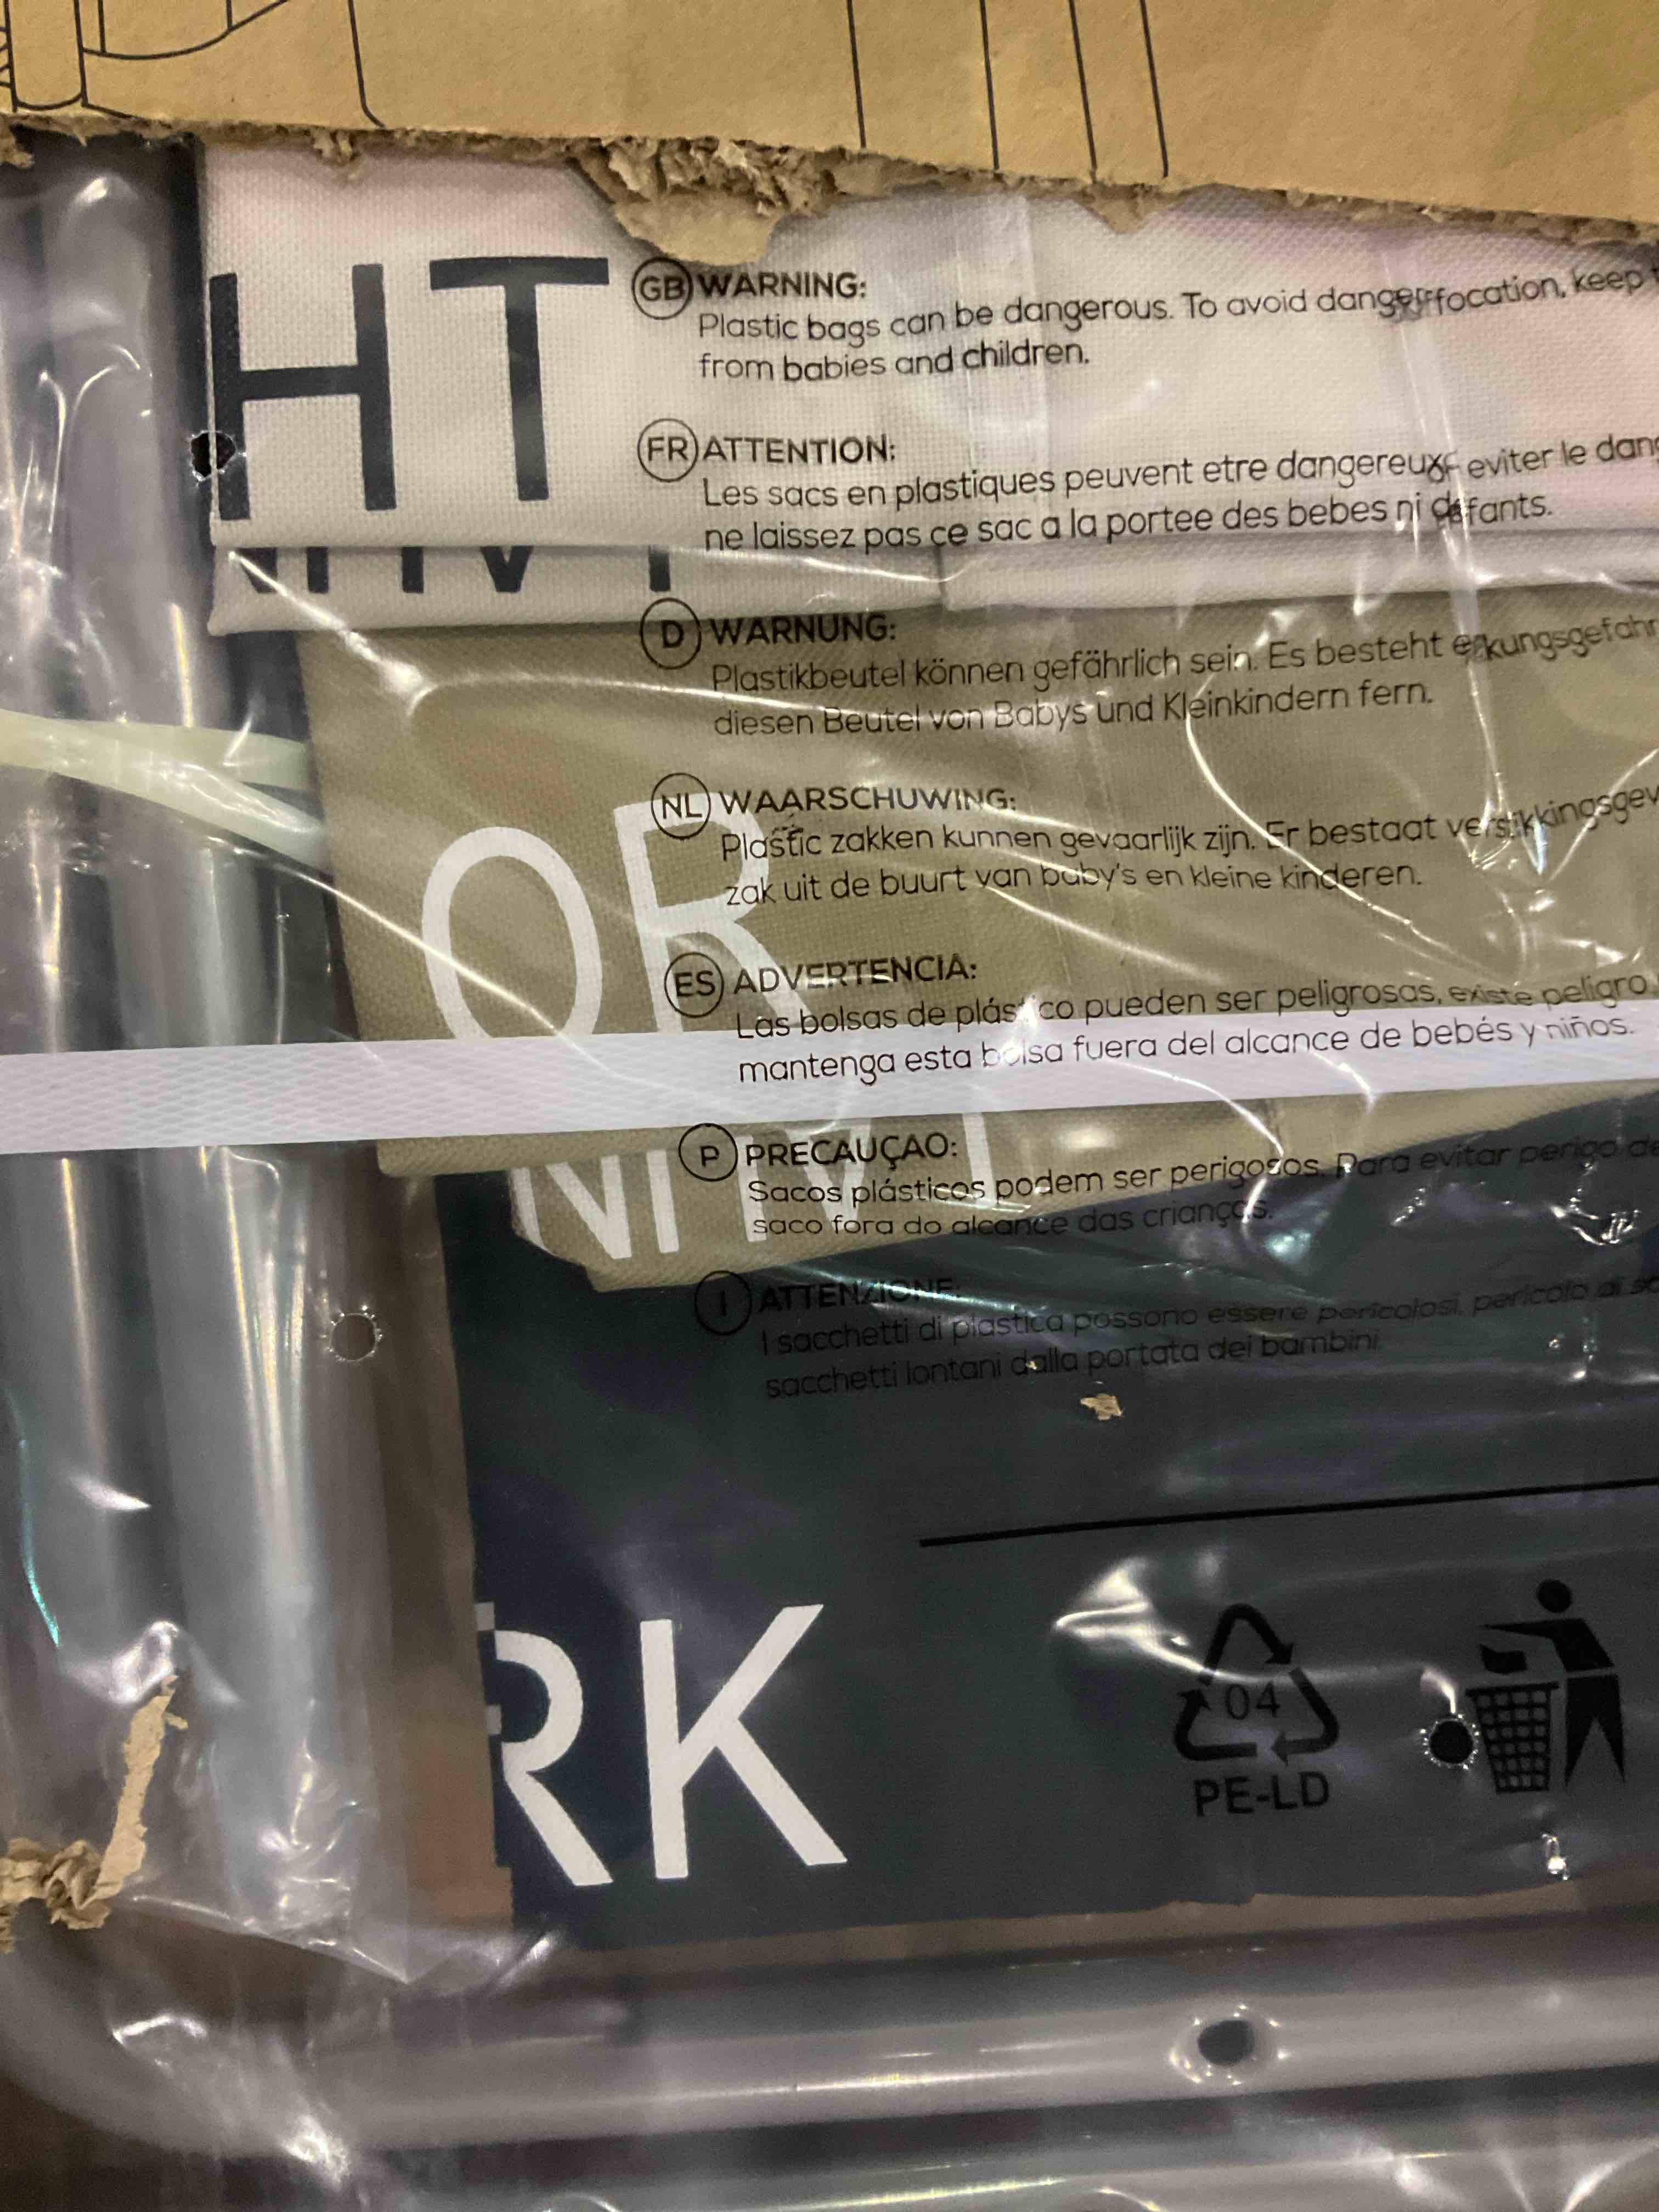 HT
GB WARNING:
Plastic bags can be dangerous. To avoid danger focation, keep
from babies and children.
FR ATTENTION:
Les sacs en plastiques peuvent etre dangereux eviter le
ne laissez pas ce sac a la portee des bebes ni
D WARNUNG:
Plastikbeutel können gefährlich sein. Es besteht
diesen Beutel von Babys und Kleinkindern fern.
OR
NL WAARSCHUWING:
Plastic zakken kunnen gevaarlijk zijn. Er bestaat
zak uit de buurt van baby's en kleine kinderen.
ES ADVERTENCIA:
Las bolsas de plástico pueden ser peligrosas, existe peligro
mantenga esta bolsa fuera del alcance de bebés y niños.
P PRECAUÇAO:
Sacos plásticos podem ser perigosos. Para evitar perigo de
saco fora do alcance das crianças.
I ATTENZIONE:
I sacchetti di plastica possono essere pericolosi, pericolo di
sacchetti lontani dalla portata dei bambini.
RK
04
PE-LD